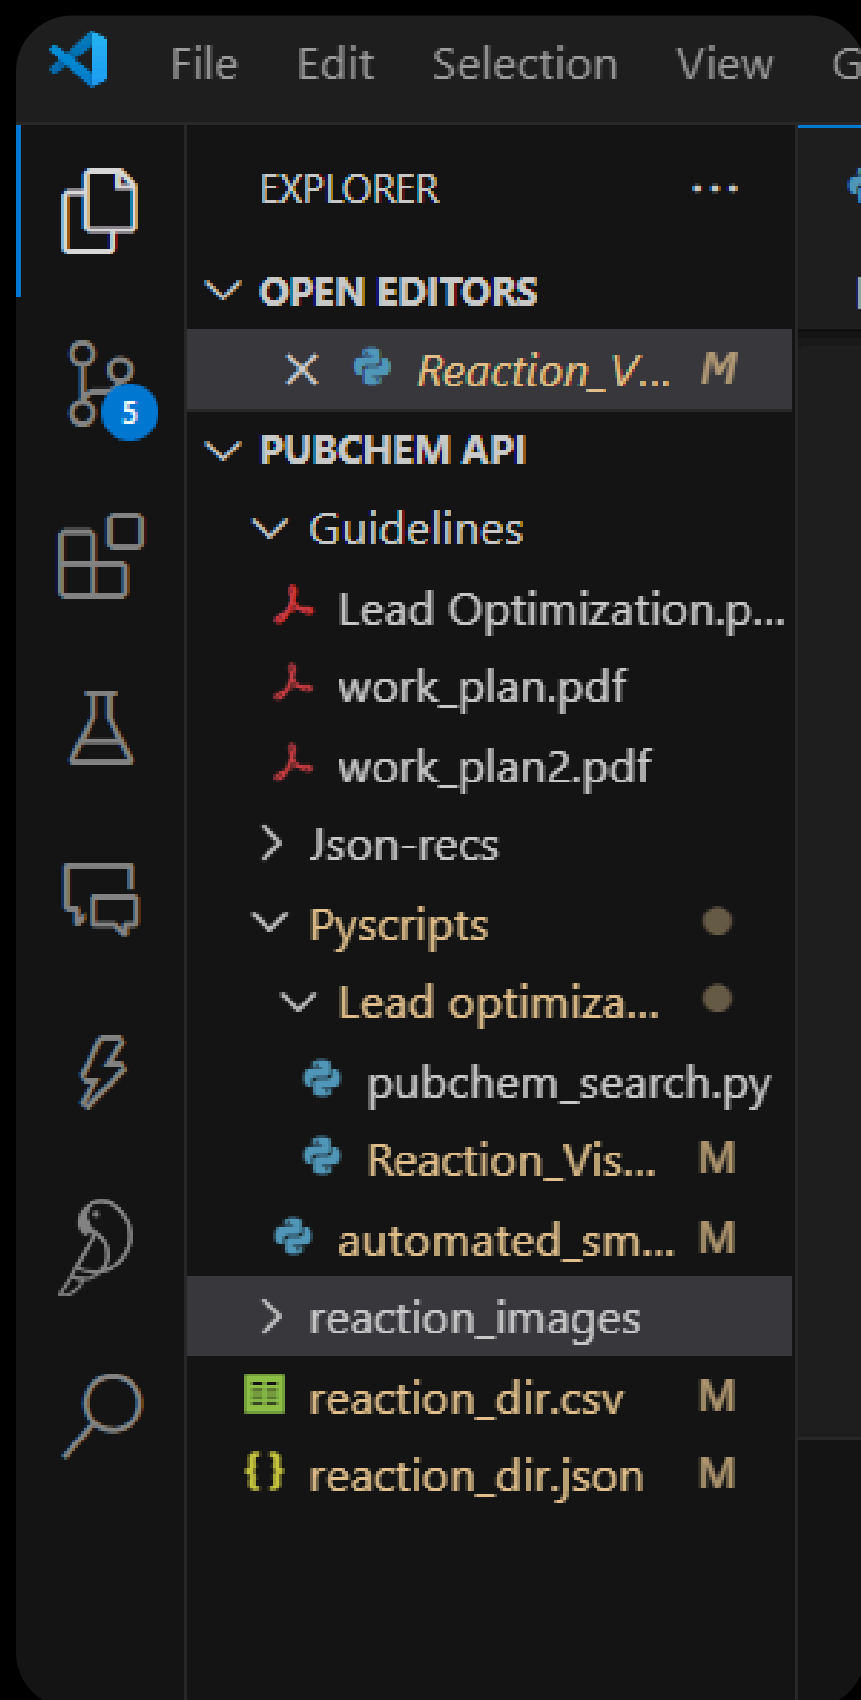 File Edit Selection View G
EXPLORER ...
OPEN EDITORS
Reaction_V... M
5
PUBCHEM API
Guidelines
Lead Optimization.p...
work_plan.pdf
work_plan2.pdf
Json-recs
Pyscripts
Lead optimiza...
pubchem_search.py
Reaction_Vis... M
automated_sm... M
reaction_images
reaction_dir.csv M
reaction_dir.json M